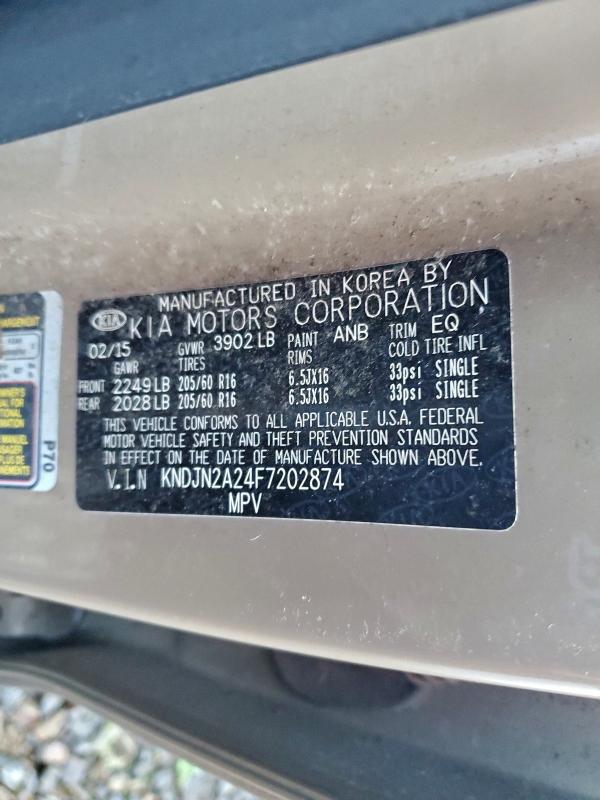 MANUFACTURED IN KOREA BY
KIA KIA MOTORS CORPORATION
02/15 GVWR 3902 LB PAINT ANB TRIM EQ
GAWR TIRES RIMS COLD TIRE INFL
FRONT 2249 LB 205/60 R16 6.5JX16 33psi SINGLE
REAR 2028 LB 205/60 R16 6.5JX16 33psi SINGLE
THIS VEHICLE CONFORMS TO ALL APPLICABLE U.S.A. FEDERAL
MOTOR VEHICLE SAFETY AND THEFT PREVENTION STANDARDS
IN EFFECT ON THE DATE OF MANUFACTURE SHOWN ABOVE.
V.I.N KNDJN2A24F7202874
MPV
P70
MANUEL